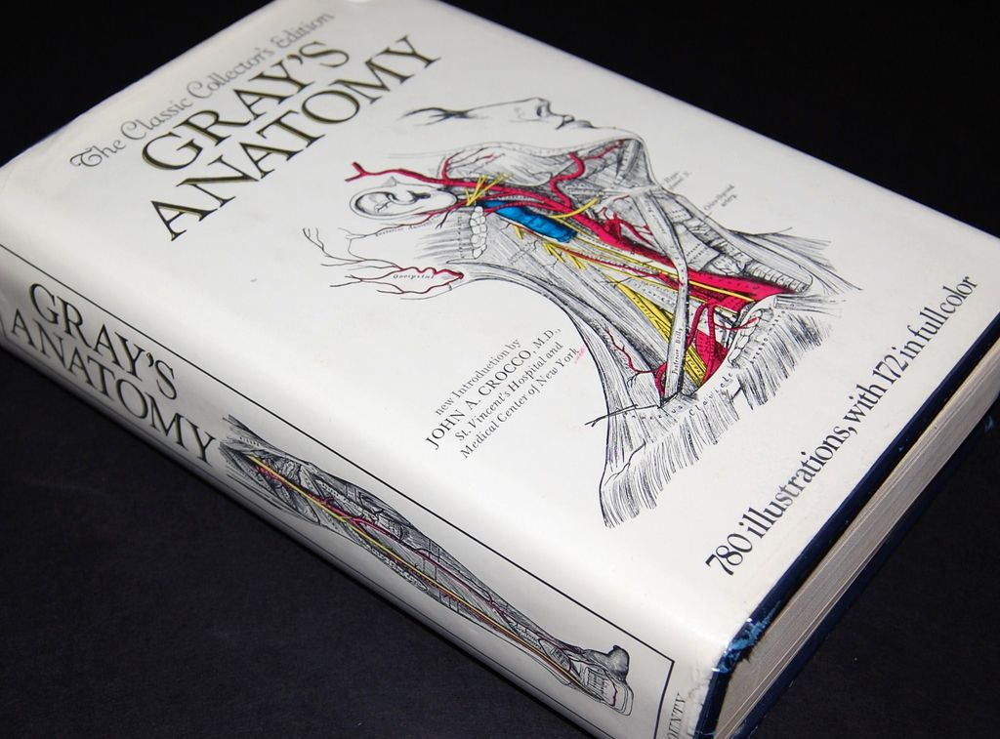 The Classic Collector's Edition
GRAY'S
ANATOMY
Occipital
new Introduction by
JOHN A. CROCCO, M.D.,
St. Vincent's Hospital and
Medical Center of New York
780 illustrations, with 172 in full color
GRAY'S
ANATOMY